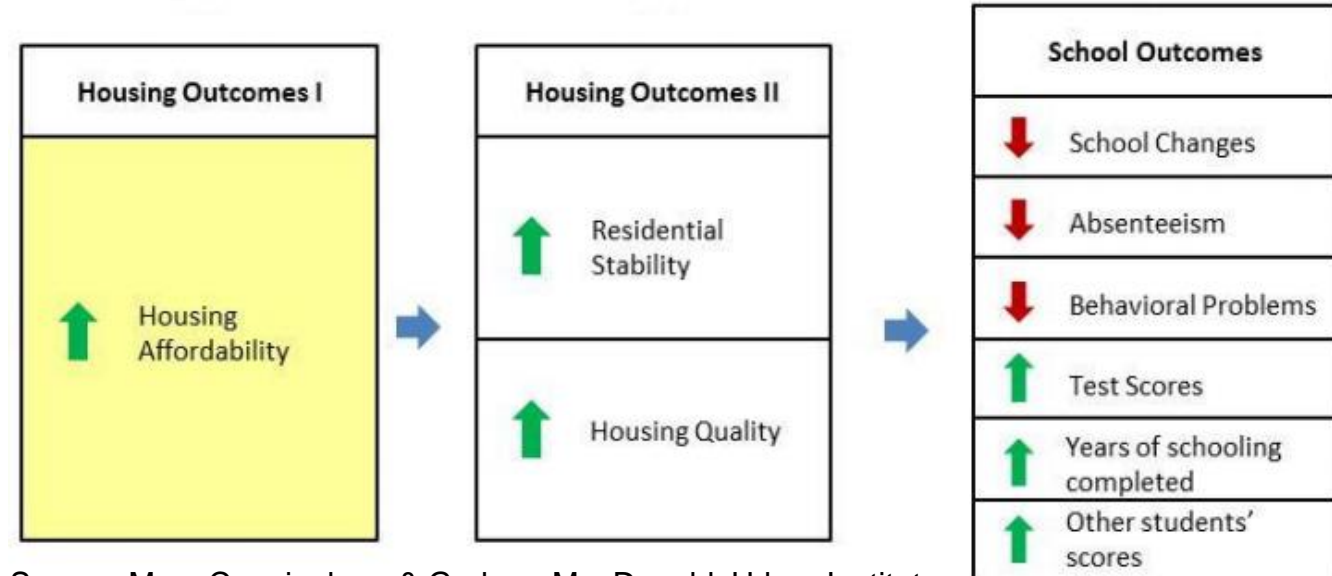 Housing Outcomes I
Housing
Affordability
Housing Outcomes II
Residential
Stability
Housing Quality
School Outcomes
School Changes
Absenteeism
Behavioral Problems
Test Scores
Years of schooling
completed
Other students'
scores